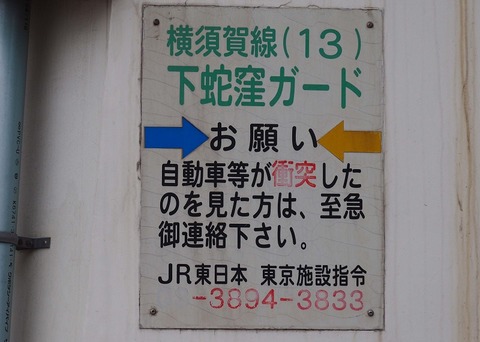 横須賀線(13)
下蛇窪ガード
お願い
自動車等が衝突した
のを見た方は、至急
御連絡下さい。
JR東日本 東京施設指令
-3894-3833